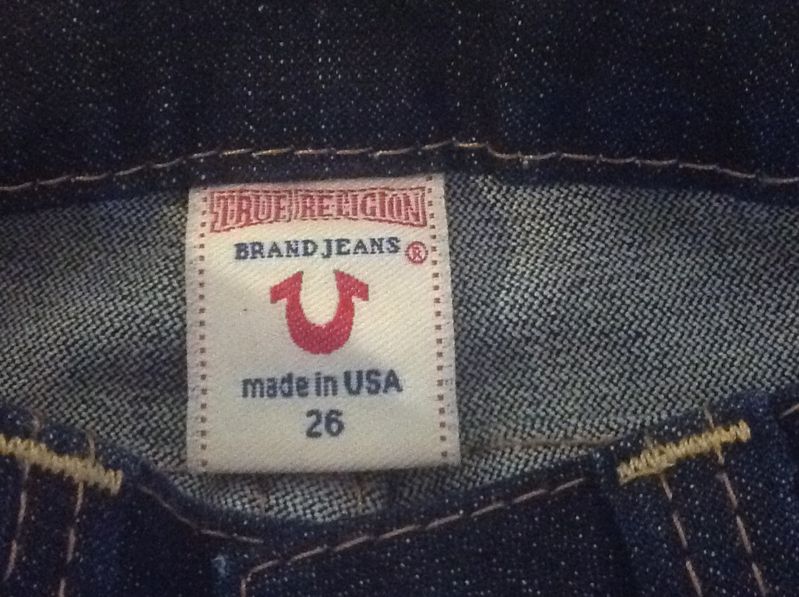 TRUE RELIGION
BRAND JEANS ®
made in USA
26